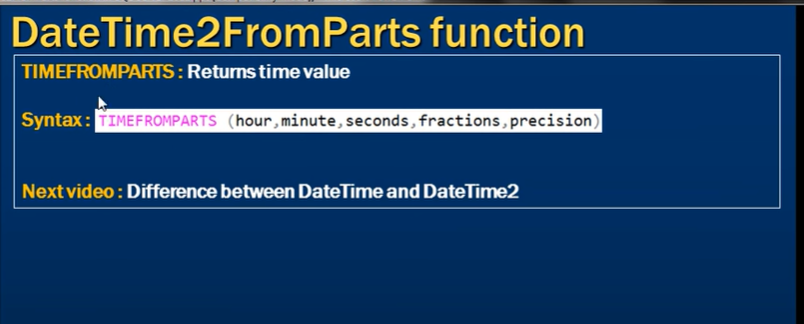 DateTime2FromParts function
TIMEFROMPARTS : Returns time value
Syntax : TIMEFROMPARTS (hour,minute,seconds,fractions,precision)
Next video : Difference between DateTime and DateTime2